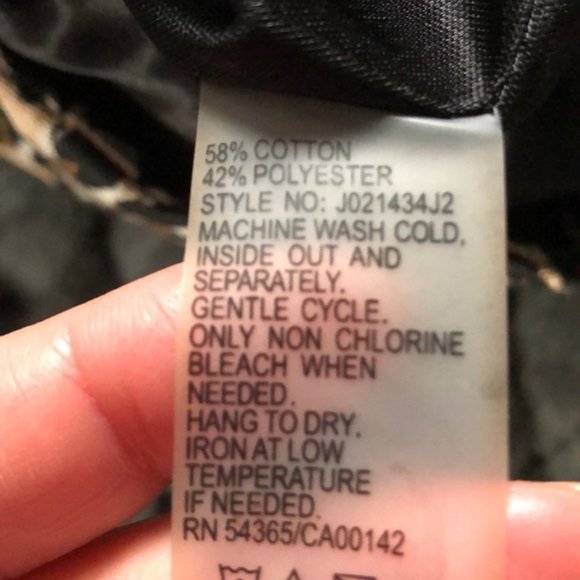 58% COTTON
42% POLYESTER
STYLE NO: J021434J2
MACHINE WASH COLD,
INSIDE OUT AND
SEPARATELY.
GENTLE CYCLE.
ONLY NON CHLORINE
BLEACH WHEN
NEEDED.
HANG TO DRY.
IRON AT LOW
TEMPERATURE
IF NEEDED.
RN 54365/CA00142